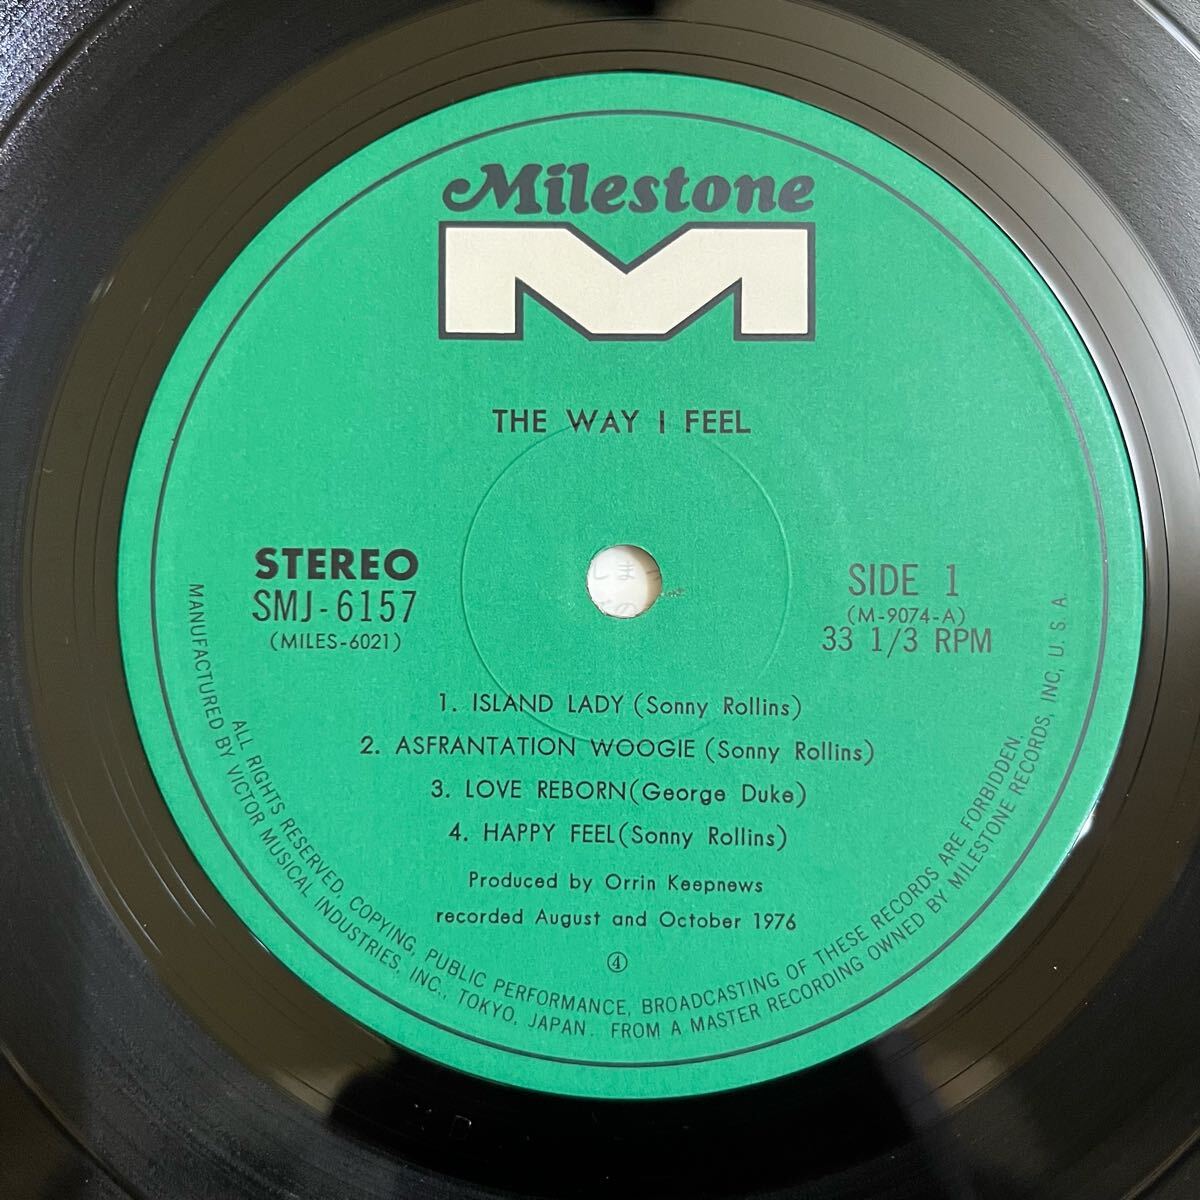 Milestone
THE WAY I FEEL
STEREO
SMJ-6157
(MILES-6021)
SIDE 1
(M-9074-A)
33 1/3 RPM
1. ISLAND LADY (Sonny Rollins)
2. ASFRANTATION WOOGIE (Sonny Rollins)
3. LOVE REBORN(George Duke)
4. HAPPY FEEL(Sonny Rollins)
Produced by Orrin Keepnews
recorded August and October 1976
④
ALL RIGHTS RESERVED, COPYING, PUBLIC PERFORMANCE, BROADCASTING OF THESE RECORDS ARE FORBIDDEN.
MANUFACTURED BY VICTOR MUSICAL INDUSTRIES, INC., TOKYO, JAPAN. FROM A MASTER RECORDING OWNED BY MILESTONE RECORDS, INC, U.S.A.